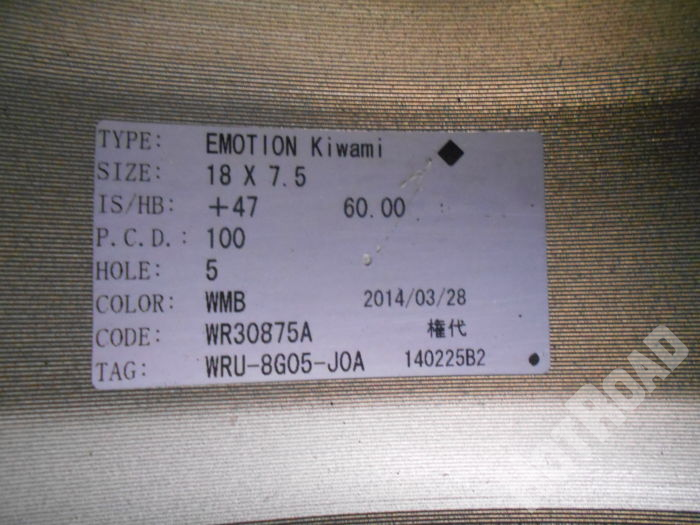 TYPE: EMOTION Kiwami
SIZE: 18 X 7.5
IS/HB: +47 60.00
P.C.D.: 100
HOLE: 5
COLOR: WMB 2014/03/28
CODE: WR30875A 権代
TAG: WRU-8G05-J0A 140225B2